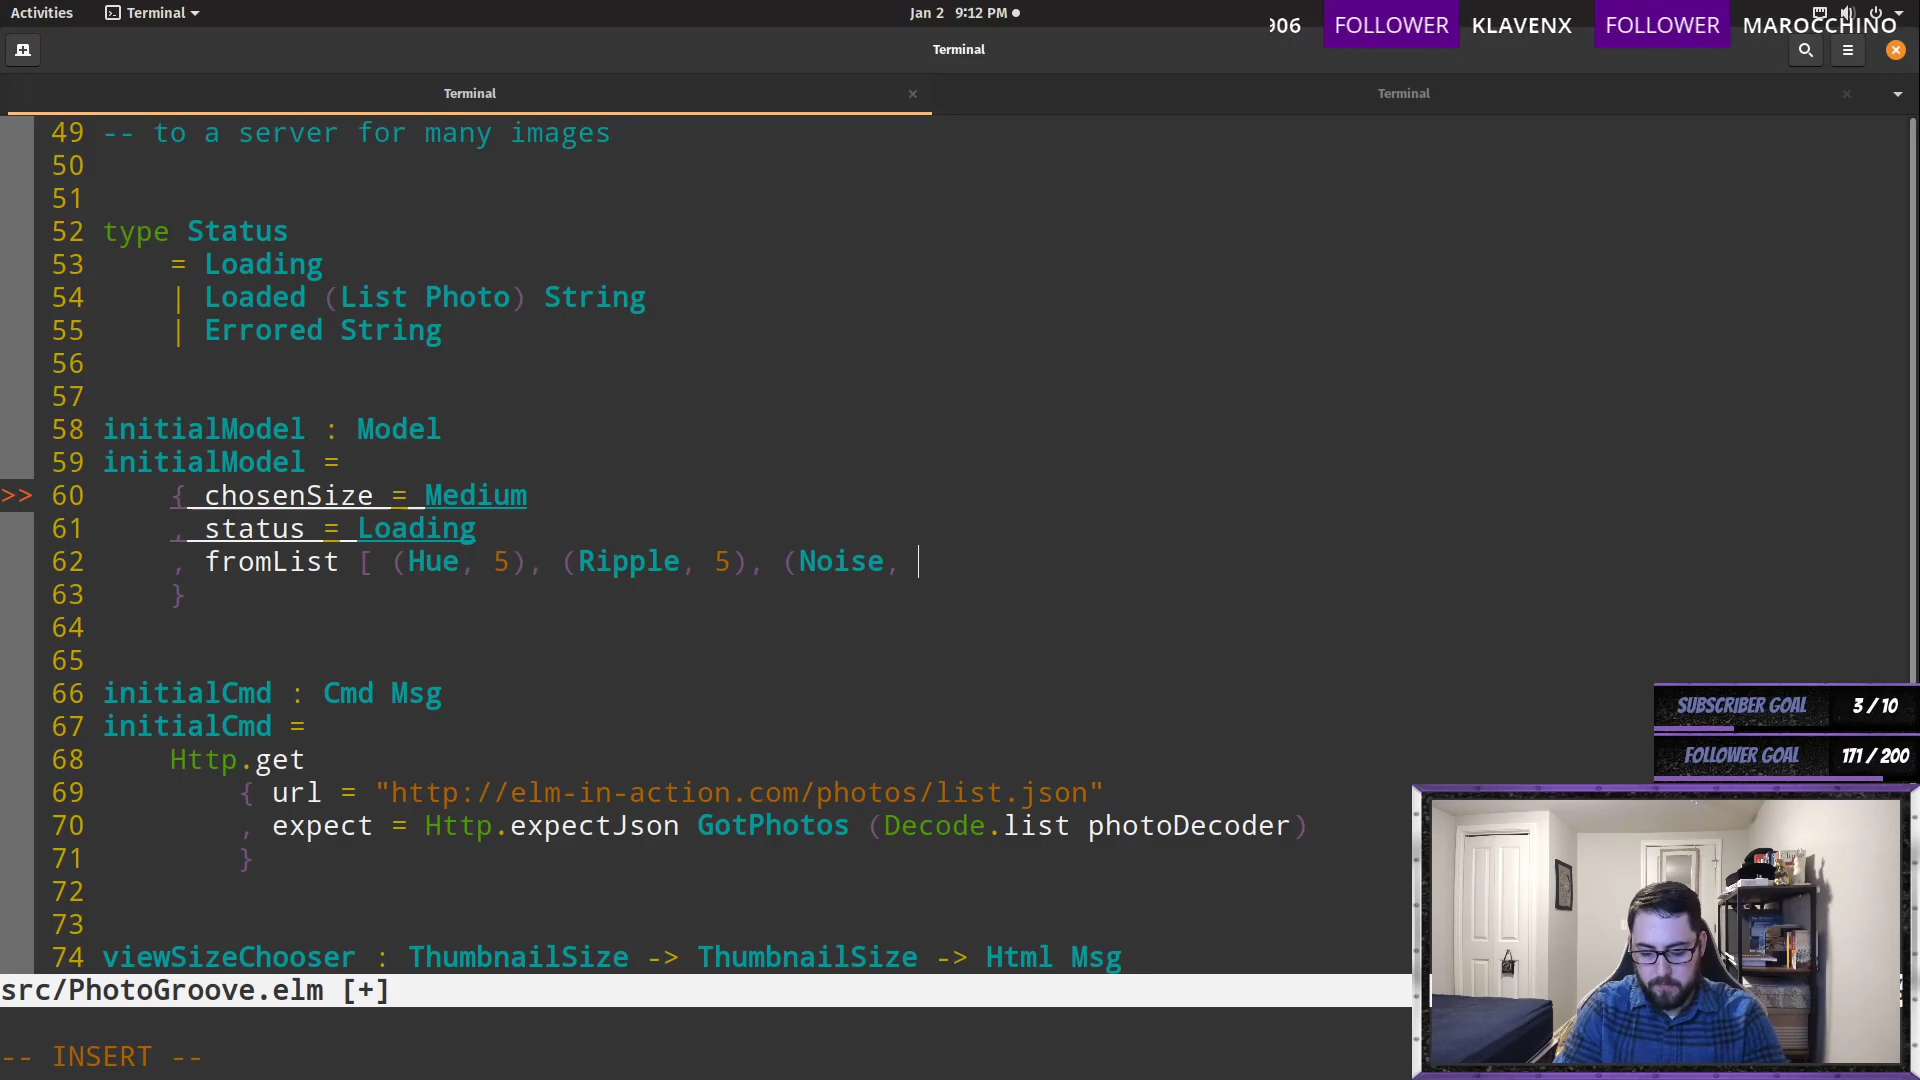 Activities
Terminal
Jan 2 9:12 PM
906
FOLLOWER
KLAVENX
FOLLOWER
MAROCCHINO
Terminal
Terminal
Terminal
49 -- to a server for many images
50
51
52 type Status
53 = Loading
54 | Loaded (List Photo) String
55 | Errored String
56
57
58 initialModel : Model
59 initialModel =
>> 60 { chosenSize = Medium
61 , status = Loading
62 , fromList [ (Hue, 5), (Ripple, 5), (Noise,
63 }
64
65
66 initialCmd : Cmd Msg
67 initialCmd =
68 Http.get
69 { url = "http://elm-in-action.com/photos/list.json"
70 , expect = Http.expectJson GotPhotos (Decode.list photoDecoder)
71 }
72
73
74 viewSizeChooser : ThumbnailSize -> ThumbnailSize -> Html Msg
src/PhotoGroove.elm [+]
-- INSERT --
SUBSCRIBER GOAL 3 / 10
FOLLOWER GOAL 171 / 200